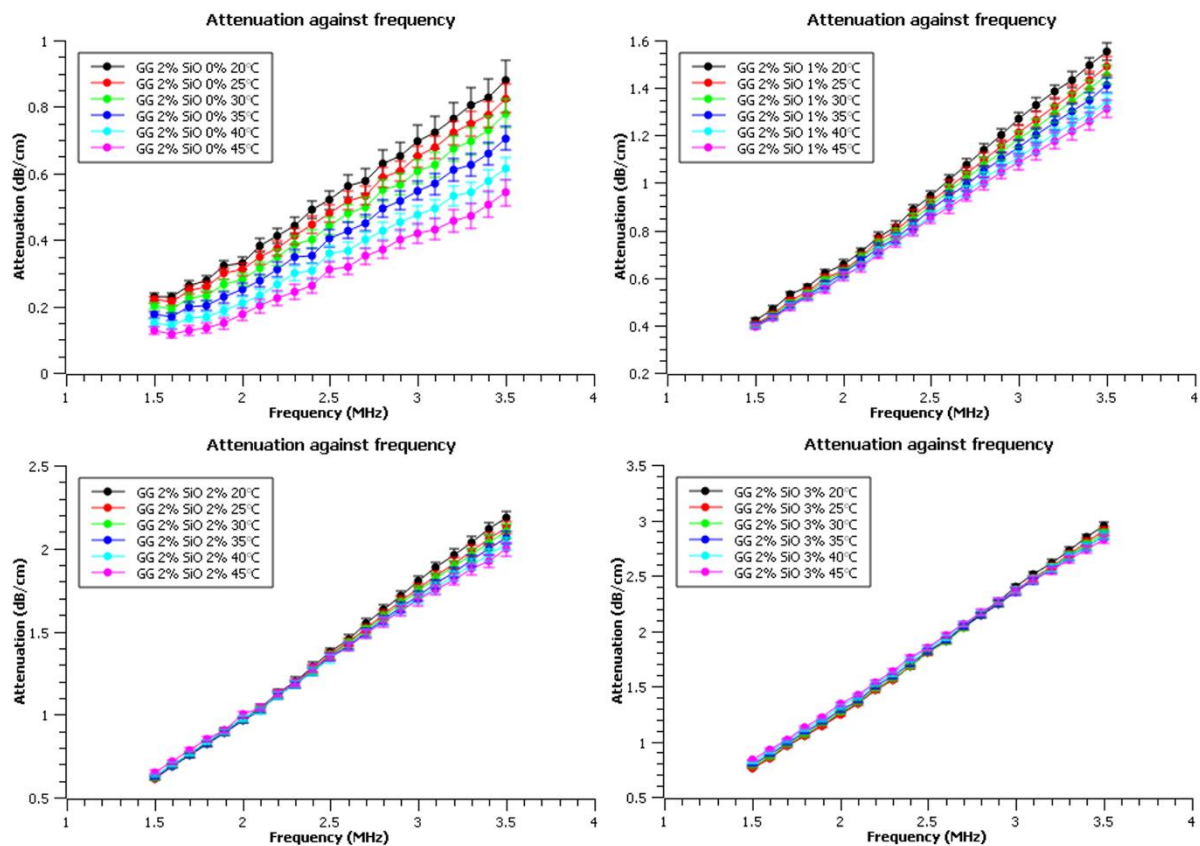 Attenuation against frequency
1
0.8
0.6
0.4
0.2
0
Attenuation (dB/cm)
GG 2% SiO 0% 20°C
GG 2% SiO 0% 25°C
GG 2% SiO 0% 30°C
GG 2% SiO 0% 35°C
GG 2% SiO 0% 40°C
GG 2% SiO 0% 45°C
1 1.5 2 2.5 3 3.5 4
Frequency (MHz)
Attenuation against frequency
1.6
1.4
1.2
1
0.8
0.6
0.4
0.2
Attenuation (dB/cm)
GG 2% SiO 1% 20°C
GG 2% SiO 1% 25°C
GG 2% SiO 1% 30°C
GG 2% SiO 1% 35°C
GG 2% SiO 1% 40°C
GG 2% SiO 1% 45°C
1 1.5 2 2.5 3 3.5 4
Frequency (MHz)
Attenuation against frequency
2.5
2
1.5
1
0.5
Attenuation (dB/cm)
GG 2% SiO 2% 20°C
GG 2% SiO 2% 25°C
GG 2% SiO 2% 30°C
GG 2% SiO 2% 35°C
GG 2% SiO 2% 40°C
GG 2% SiO 2% 45°C
1 1.5 2 2.5 3 3.5 4
Frequency (MHz)
Attenuation against frequency
3.5
3
2.5
2
1.5
1
0.5
Attenuation (dB/cm)
GG 2% SiO 3% 20°C
GG 2% SiO 3% 25°C
GG 2% SiO 3% 30°C
GG 2% SiO 3% 35°C
GG 2% SiO 3% 40°C
GG 2% SiO 3% 45°C
1 1.5 2 2.5 3 3.5 4
Frequency (MHz)